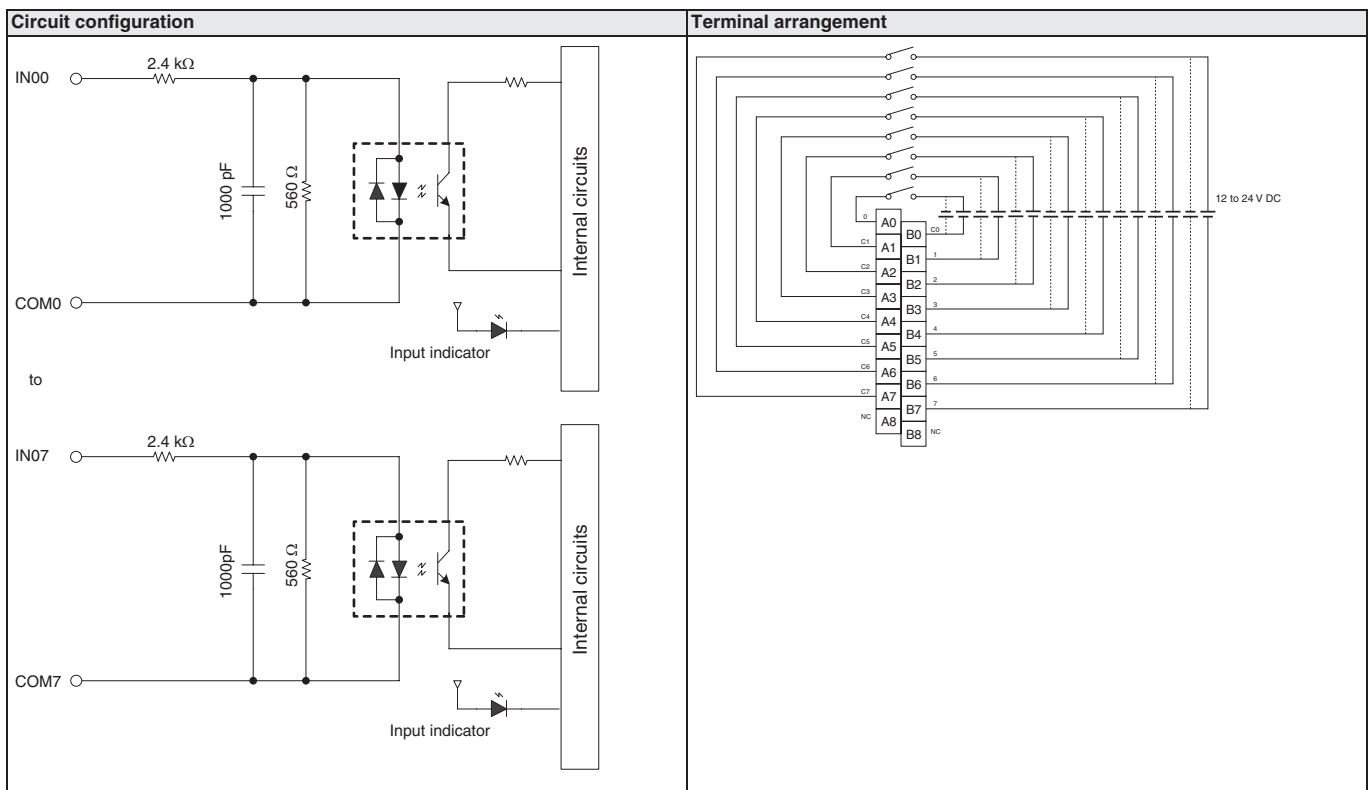 Circuit configuration
IN00
2.4 kΩ
1000 pF
560 Ω
Internal circuits
COM0
Input indicator
to
IN07
2.4 kΩ
1000pF
560 Ω
Internal circuits
COM7
Input indicator
Terminal arrangement
12 to 24 V DC
0 A0
B0 C0
C1 A1
B1 1
C2 A2
B2 2
C3 A3
B3 3
C4 A4
B4 4
C5 A5
B5 5
C6 A6
B6 6
C7 A7
B7 7
NC A8
B8 NC